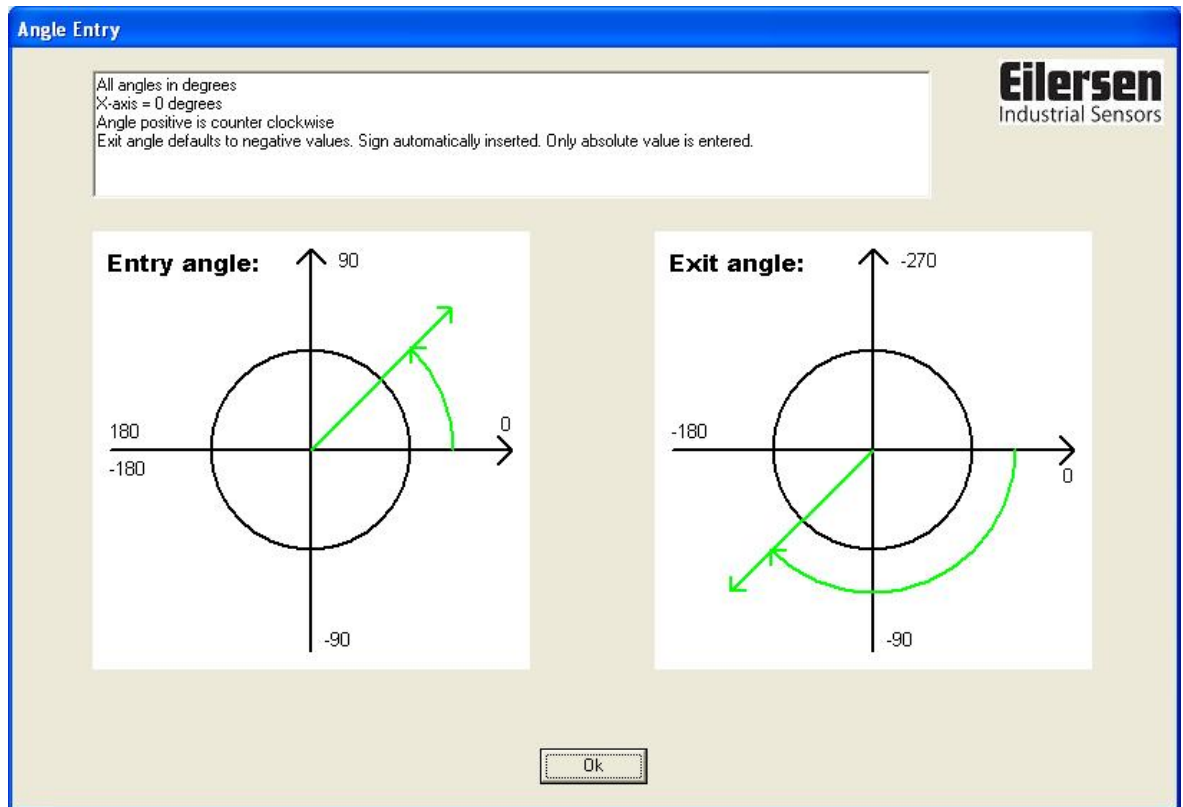 Angle Entry
All angles in degrees
X-axis = 0 degrees
Angle positive is counter clockwise
Exit angle defaults to negative values. Sign automatically inserted. Only absolute value is entered.
Eilersen
Industrial Sensors
Entry angle:
90
180
-180
0
-90
Exit angle:
-270
-180
0
-90
Ok